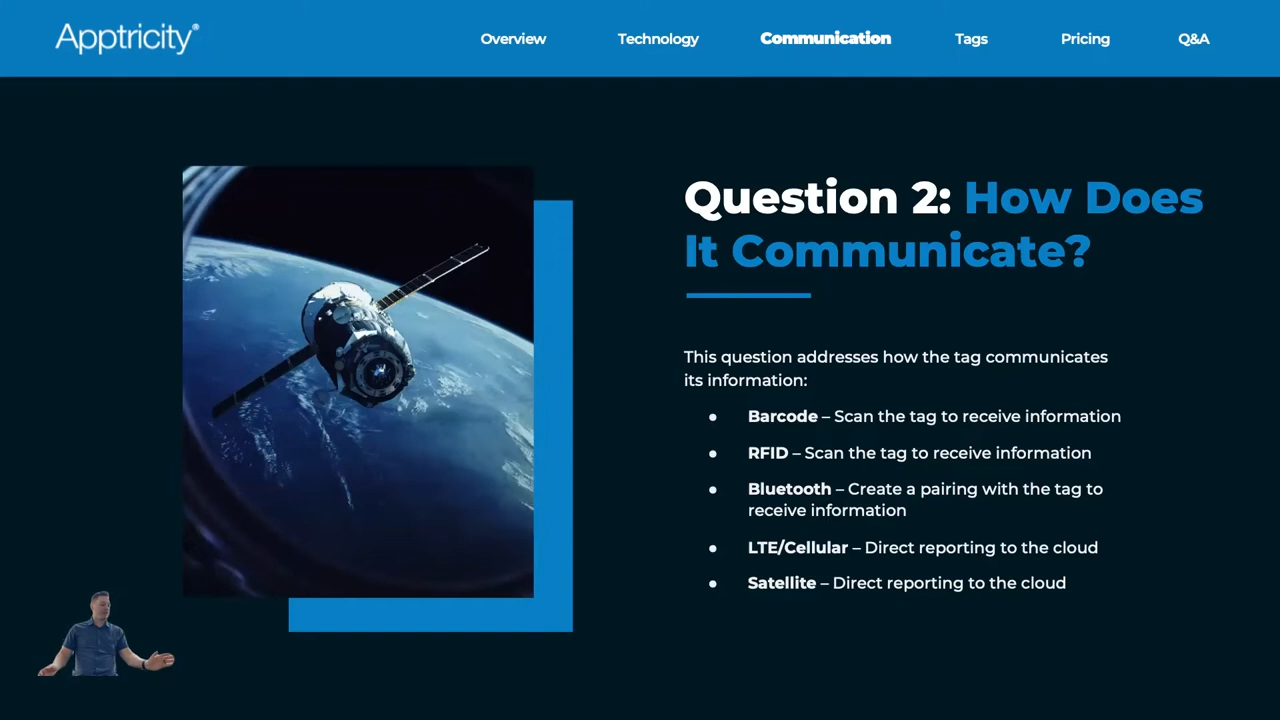 Apptricity®
Overview
Technology
Communication
Tags
Pricing
Q&A
Question 2: How Does
It Communicate?
This question addresses how the tag communicates
its information:
● Barcode – Scan the tag to receive information
● RFID – Scan the tag to receive information
● Bluetooth – Create a pairing with the tag to
receive information
● LTE/Cellular – Direct reporting to the cloud
● Satellite – Direct reporting to the cloud